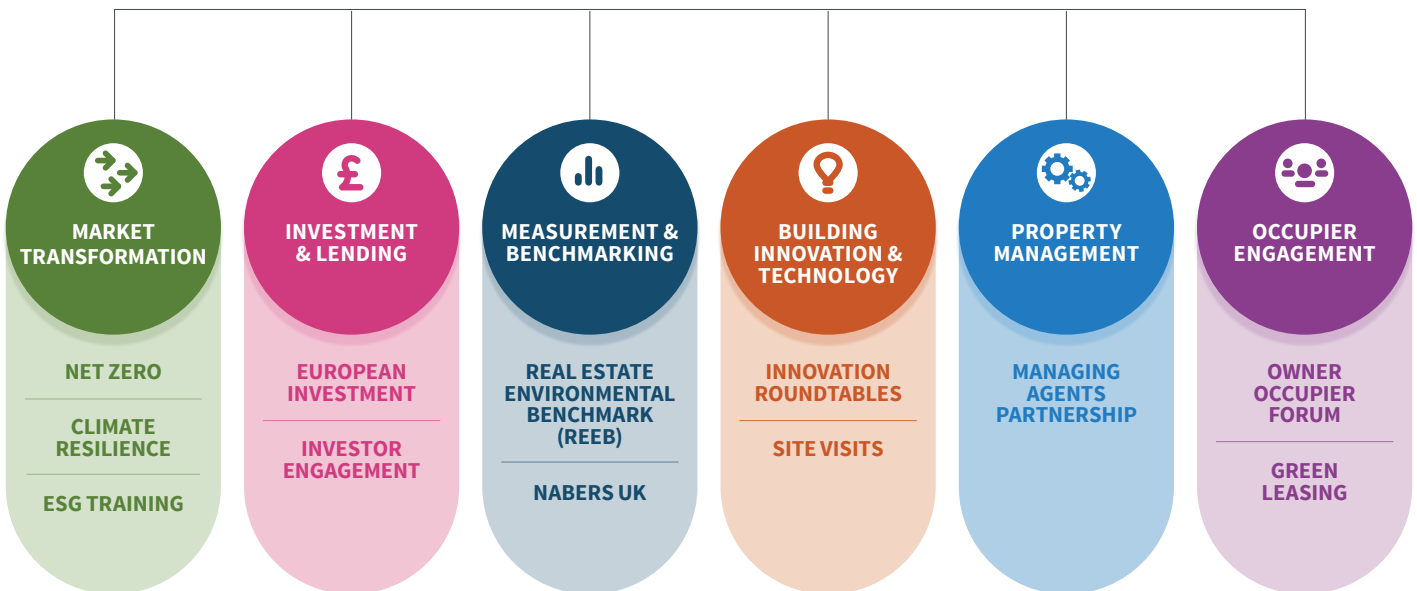 MARKET
TRANSFORMATION
NET ZERO
CLIMATE
RESILIENCE
ESG TRAINING
£
INVESTMENT
& LENDING
EUROPEAN
INVESTMENT
INVESTOR
ENGAGEMENT
MEASUREMENT &
BENCHMARKING
REAL ESTATE
ENVIRONMENTAL
BENCHMARK
(REEB)
NABERS UK
BUILDING
INNOVATION &
TECHNOLOGY
INNOVATION
ROUNDTABLES
SITE VISITS
PROPERTY
MANAGEMENT
MANAGING
AGENTS
PARTNERSHIP
OCCUPIER
ENGAGEMENT
OWNER
OCCUPIER
FORUM
GREEN
LEASING